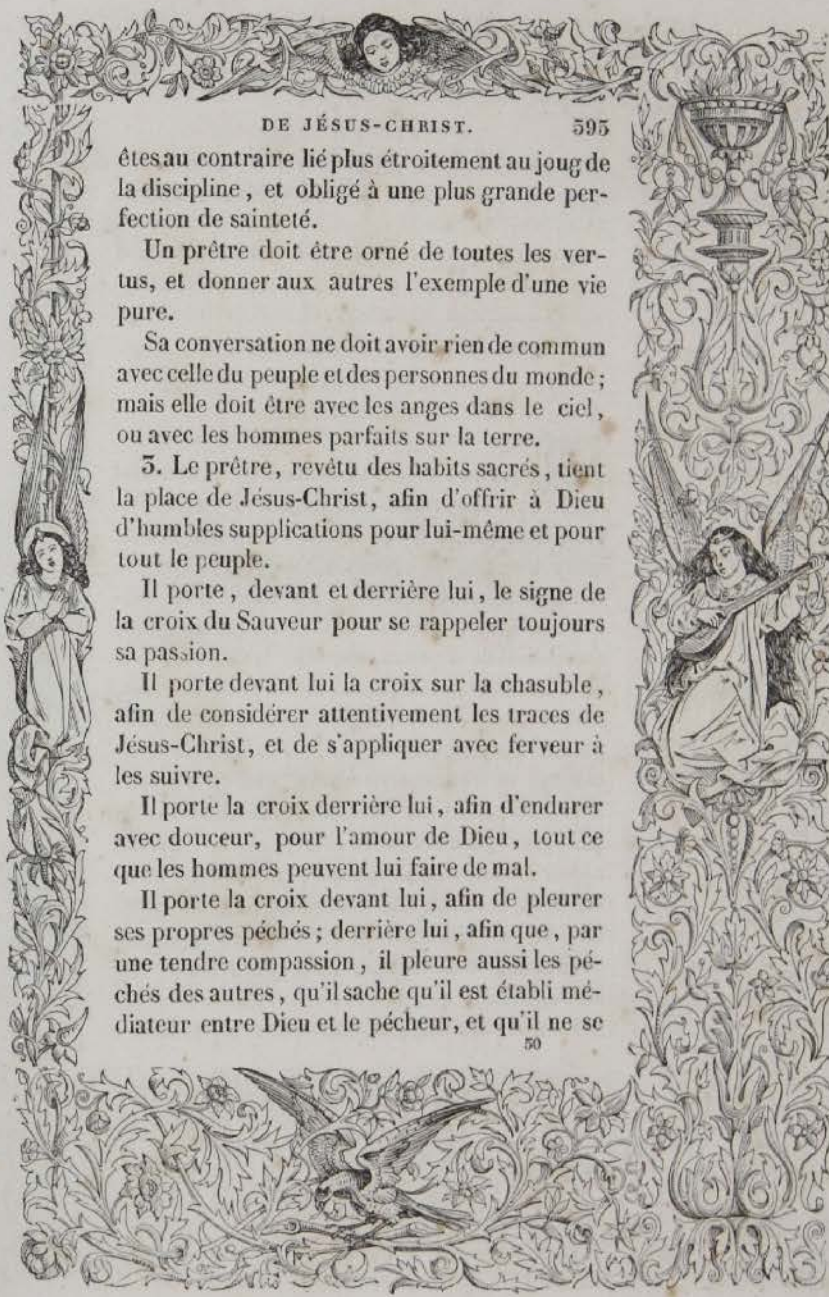 DE JÉSUS-CHRIST. 393
êtes au contraire lié plus étroitement au joug de
la discipline, et obligé à une plus grande per-
fection de sainteté.
Un prêtre doit être orné de toutes les ver-
tus, et donner aux autres l'exemple d'une vie
pure.
Sa conversation ne doit avoir rien de commun
avec celle du peuple et des personnes du monde ;
mais elle doit être avec les anges dans le ciel,
ou avec les hommes parfaits sur la terre.
3. Le prêtre, revêtu des habits sacrés, tient
la place de Jésus-Christ, afin d'offrir à Dieu
d'humbles supplications pour lui-même et pour
tout le peuple.
Il porte, devant et derrière lui, le signe de
la croix du Sauveur pour se rappeler toujours
sa passion.
Il porte devant lui la croix sur la chasuble,
afin de considérer attentivement les traces de
Jésus-Christ, et de s'appliquer avec ferveur à
les suivre.
Il porte la croix derrière lui, afin d'endurer
avec douceur, pour l'amour de Dieu, tout ce
que les hommes peuvent lui faire de mal.
Il porte la croix devant lui, afin de pleurer
ses propres péchés ; derrière lui, afin que, par
une tendre compassion, il pleure aussi les pé-
chés des autres, qu'il sache qu'il est établi mé-
diateur entre Dieu et le pécheur, et qu'il ne se
50